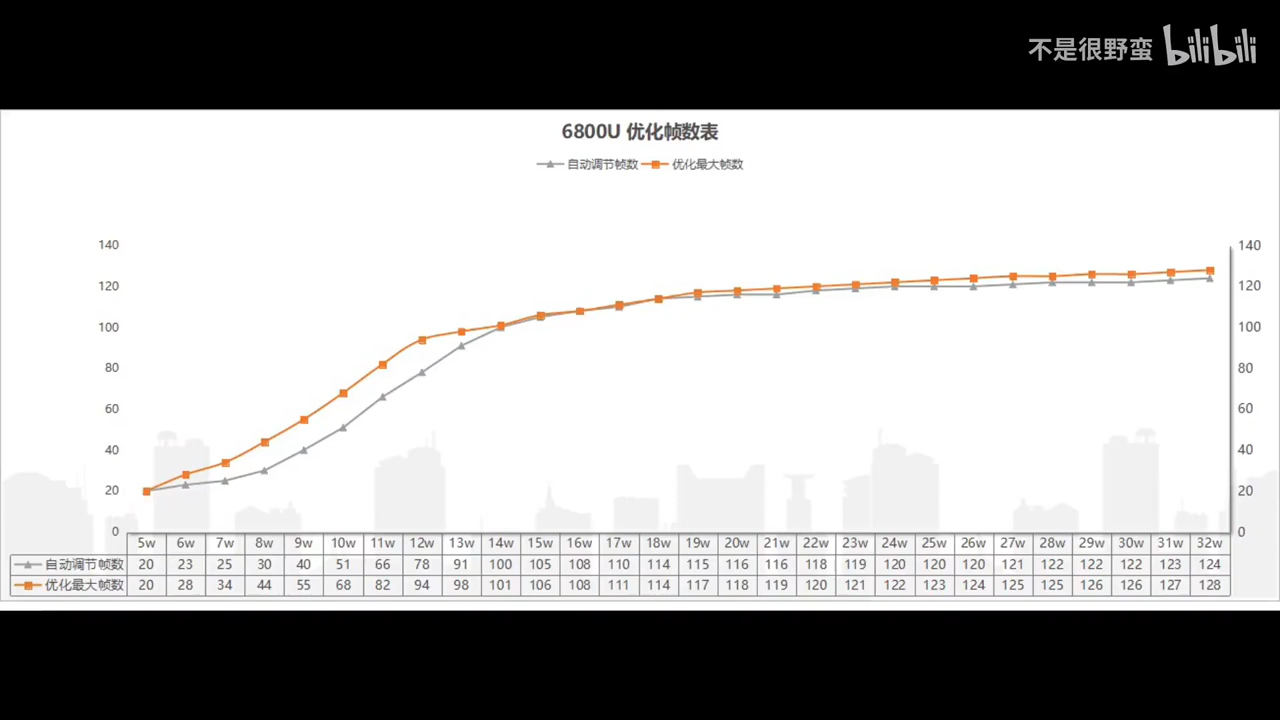 不是很野蛮 bilibili
6800U 优化帧数表
自动调节帧数 优化最大帧数
140 140
120 120
100 100
80 80
60 60
40 40
20 20
0 0
5w 6w 7w 8w 9w 10w 11w 12w 13w 14w 15w 16w 17w 18w 19w 20w 21w 22w 23w 24w 25w 26w 27w 28w 29w 30w 31w 32w
自动调节帧数 20 23 25 30 40 51 66 78 91 100 105 108 110 114 115 116 116 118 119 120 120 120 121 122 122 122 123 124
优化最大帧数 20 28 34 44 55 68 82 94 98 101 106 108 111 114 117 118 119 120 121 122 123 124 125 125 126 126 127 128